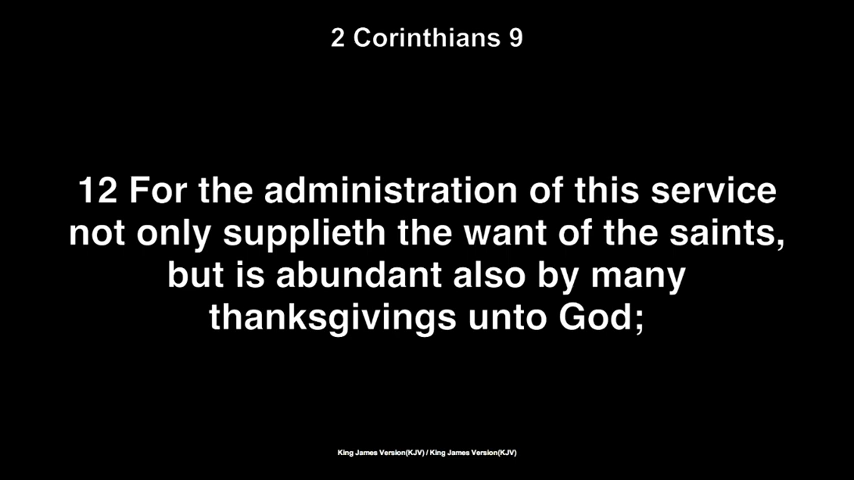 2 Corinthians 9
12 For the administration of this service
not only supplieth the want of the saints,
but is abundant also by many
thanksgivings unto God;
King James Version(KJV) / King James Version(KJV)